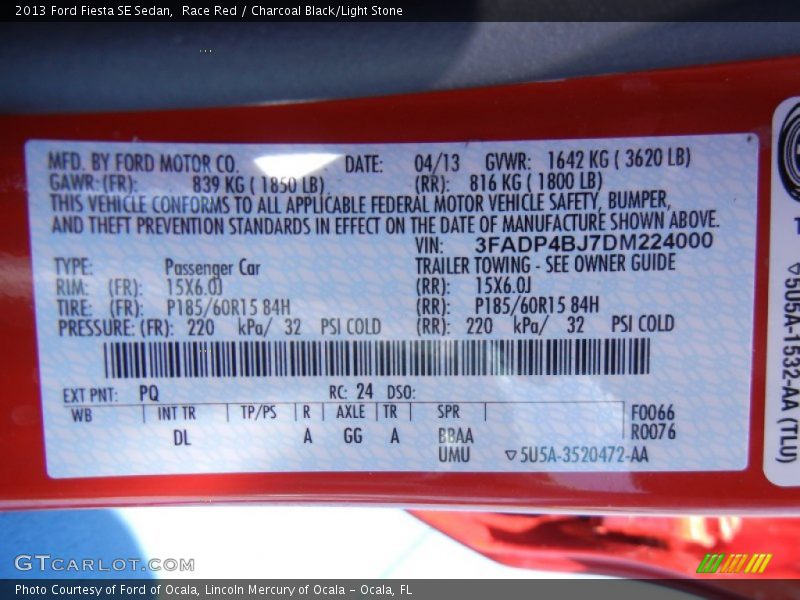 2013 Ford Fiesta SE Sedan, Race Red / Charcoal Black/Light Stone
MFD. BY FORD MOTOR CO. DATE: 04/13 GVWR: 1642 KG ( 3620 LB)
GAWR: (FR): 839 KG ( 1850 LB) (RR): 816 KG ( 1800 LB)
THIS VEHICLE CONFORMS TO ALL APPLICABLE FEDERAL MOTOR VEHICLE SAFETY, BUMPER,
AND THEFT PREVENTION STANDARDS IN EFFECT ON THE DATE OF MANUFACTURE SHOWN ABOVE.
VIN: 3FADP4BJ7DM224000
TYPE: Passenger Car TRAILER TOWING - SEE OWNER GUIDE
RIM: (FR): 15X6.0J (RR): 15X6.0J
TIRE: (FR): P185/60R15 84H (RR): P185/60R15 84H
PRESSURE: (FR): 220 kPa/ 32 PSI COLD (RR): 220 kPa/ 32 PSI COLD
EXT PNT: PQ RC: 24 DSO:
WB INT TR TP/PS R AXLE TR SPR F0066
DL A GG A BBAA R0076
UMU ▽5U5A-3520472-AA
▽5U5A-1532-AA (TLU)
GTCARLOT.COM
Photo Courtesy of Ford of Ocala, Lincoln Mercury of Ocala - Ocala, FL